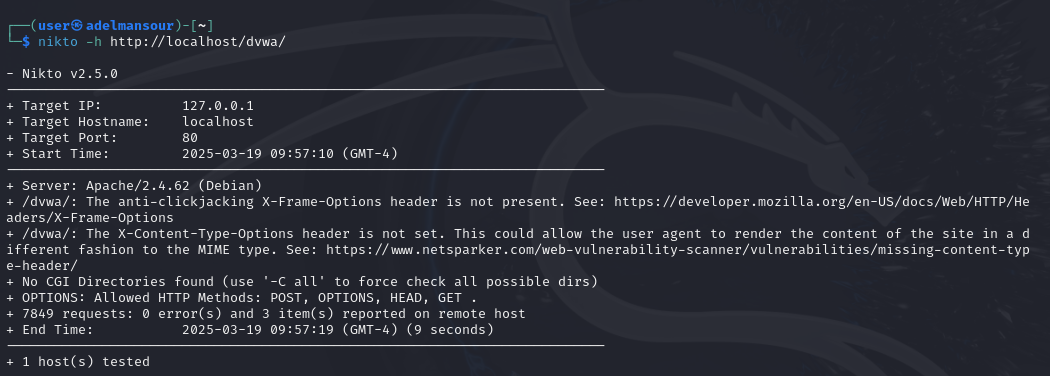 ┌──(user㉿adelmansour)-[~]
└─$ nikto -h http://localhost/dvwa/
- Nikto v2.5.0
---------------------------------------------------------------------------
+ Target IP:          127.0.0.1
+ Target Hostname:    localhost
+ Target Port:        80
+ Start Time:         2025-03-19 09:57:10 (GMT-4)
---------------------------------------------------------------------------
+ Server: Apache/2.4.62 (Debian)
+ /dvwa/: The anti-clickjacking X-Frame-Options header is not present. See: https://developer.mozilla.org/en-US/docs/Web/HTTP/He
aders/X-Frame-Options
+ /dvwa/: The X-Content-Type-Options header is not set. This could allow the user agent to render the content of the site in a d
ifferent fashion to the MIME type. See: https://www.netsparker.com/web-vulnerability-scanner/vulnerabilities/missing-content-typ
e-header/
+ No CGI Directories found (use '-C all' to force check all possible dirs)
+ OPTIONS: Allowed HTTP Methods: POST, OPTIONS, HEAD, GET .
+ 7849 requests: 0 error(s) and 3 item(s) reported on remote host
+ End Time:           2025-03-19 09:57:19 (GMT-4) (9 seconds)
---------------------------------------------------------------------------
+ 1 host(s) tested